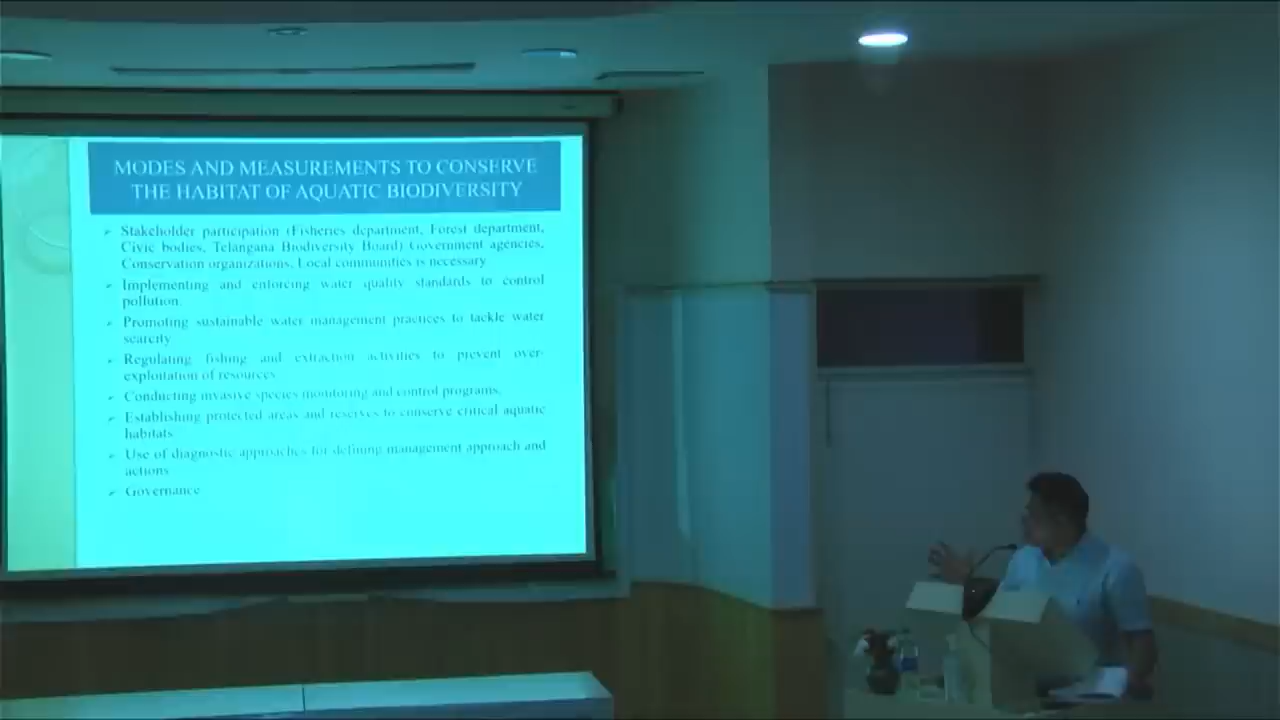 MODES AND MEASUREMENTS TO CONSERVE
THE HABITAT OF AQUATIC BIODIVERSITY
Stakeholder participation (Fisheries department, Forest department,
Civic bodies, Telangana Biodiversity Board) Government agencies,
Conservation organizations, Local communities is necessary
Implementing and enforcing water quality standards to control
pollution.
Promoting sustainable water management practices to tackle water
scarcity
Regulating fishing and extraction activities to prevent over-
exploitation of resources
Conducting invasive species monitoring and control programs.
Establishing protected areas and reserves to conserve critical aquatic
habitats
Use of diagnostic approaches for defining management approach and
actions
Governance